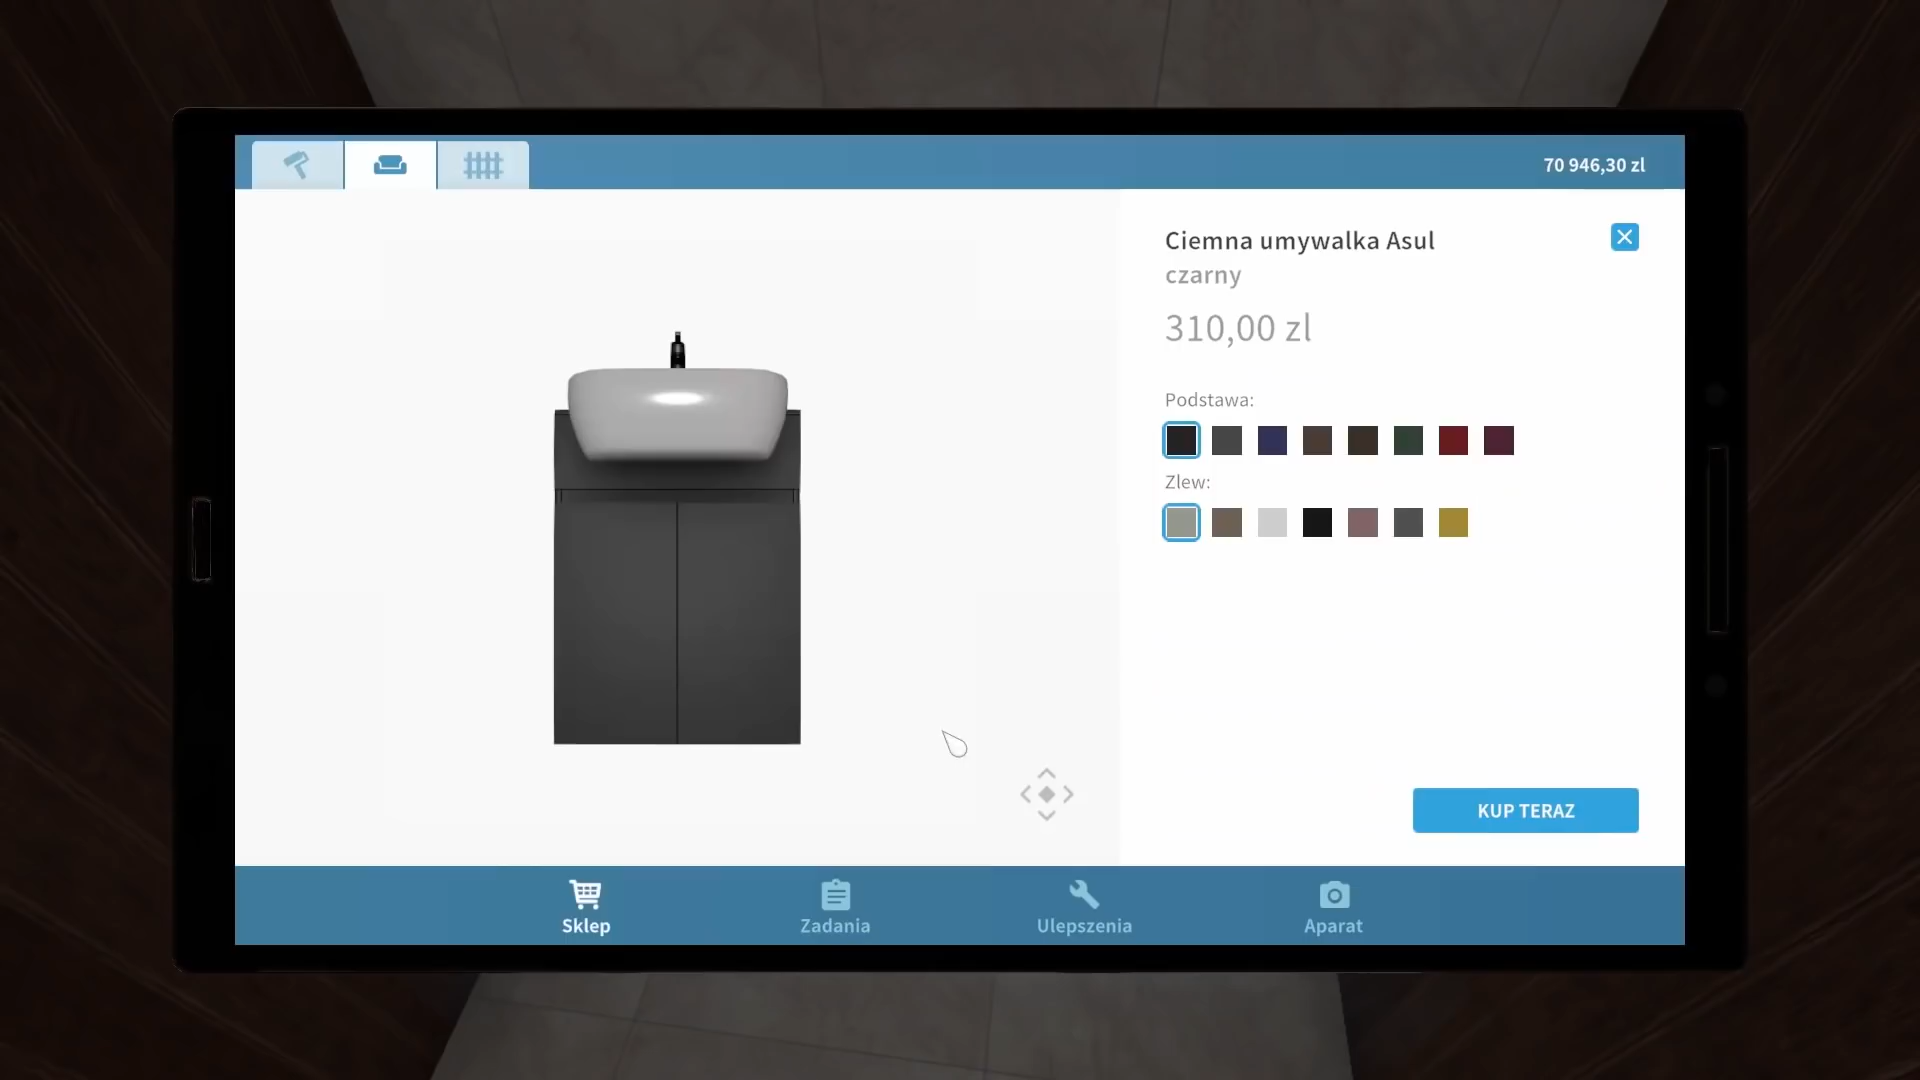 70 946,30 zl
Ciemna umywalka Asul
czarny
310,00 zl
Podstawa:
Zlew:
KUP TERAZ
Sklep
Zadania
Ulepszenia
Aparat